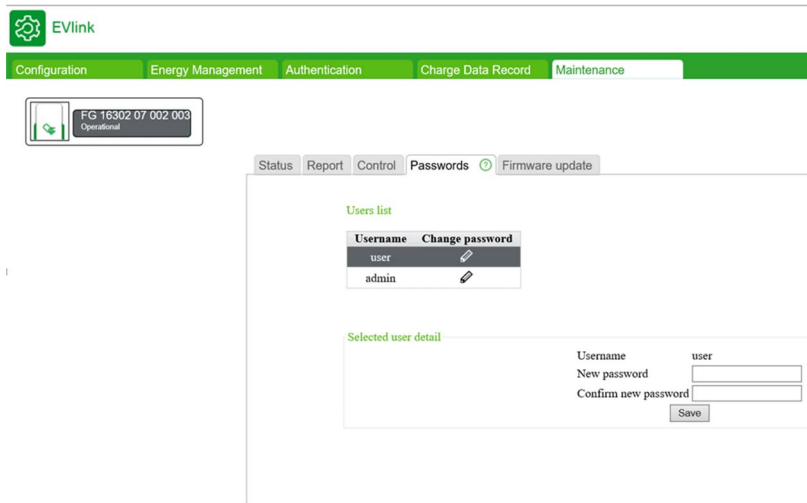 EVlink
Configuration Energy Management Authentication Charge Data Record Maintenance
FG 16302 07 002 003
Operational
Status Report Control Passwords ? Firmware update
Users list
Username Change password
user
admin
Selected user detail
Username user
New password
Confirm new password
Save